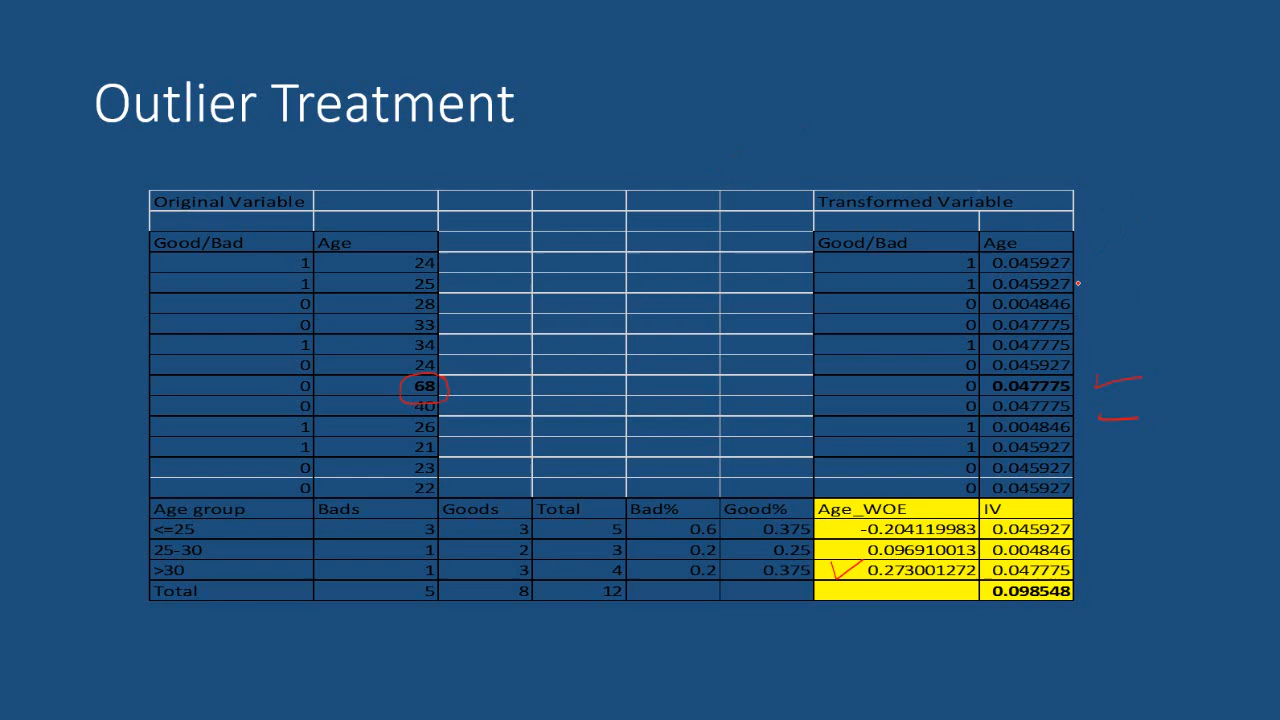 Outlier Treatment
Original Variable Transformed Variable
Good/Bad Age Good/Bad Age
1 24 1 0.045927
1 25 1 0.045927
0 28 0 0.004846
0 33 0 0.047775
1 34 1 0.047775
0 24 0 0.045927
0 68 0 0.047775
0 40 0 0.047775
1 26 1 0.004846
1 21 1 0.045927
0 23 0 0.045927
0 22 0 0.045927
Age group Bads Goods Total Bad% Good% Age_WOE IV
<=25 3 3 5 0.6 0.375 -0.204119983 0.045927
25-30 1 2 3 0.2 0.25 0.096910013 0.004846
>30 1 3 4 0.2 0.375 0.273001272 0.047775
Total 5 8 12 0.098548